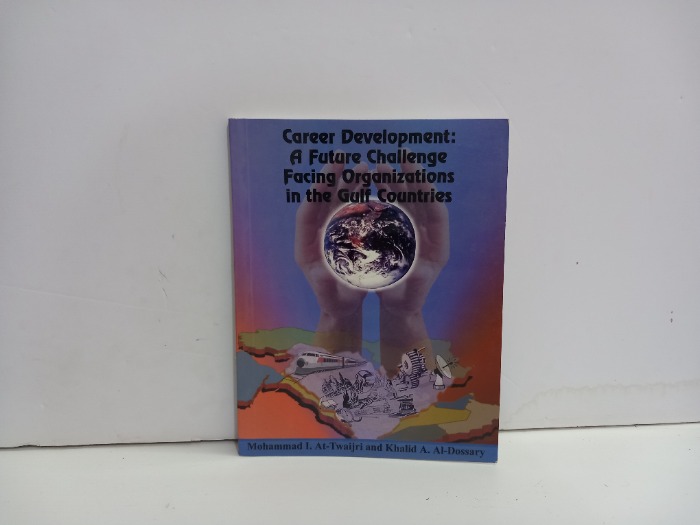 Career Development:
A Future Challenge
Facing Organizations
in the Gulf Countries
Mohammad I. At-Twaijri and Khalid A. Al-Dossary